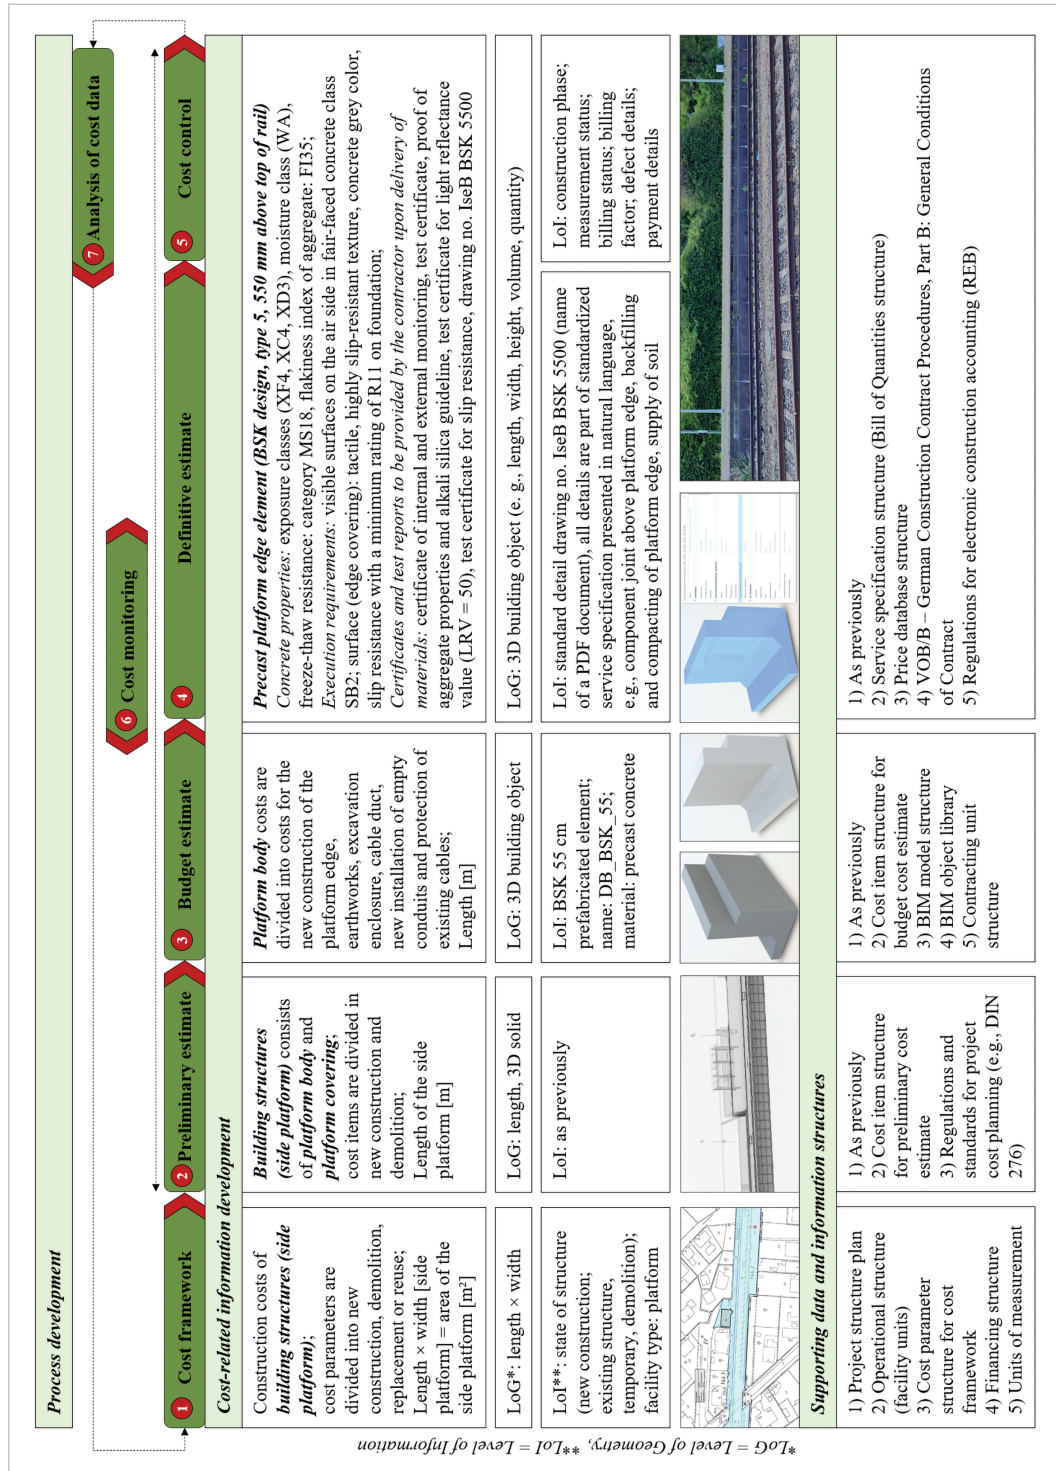 Process development
7 Analysis of cost data
6 Cost monitoring
1 Cost framework
2 Preliminary estimate
3 Budget estimate
4 Definitive estimate
5 Cost control
Cost-related information development
Construction costs of
building structures (side
platform);
cost parameters are
divided into new
construction, demolition,
replacement or reuse;
Length × width [side
platform] = area of the
side platform [m²]
Building structures
(side platform) consists
of platform body and
platform covering;
cost items are divided in
new construction and
demolition;
Length of the side
platform [m]
Platform body costs are
divided into costs for the
new construction of the
platform edge,
earthworks, excavation
enclosure, cable duct,
new installation of empty
conduits and protection of
existing cables;
Length [m]
Precast platform edge element (BSK design, type 5, 550 mm above top of rail)
Concrete properties: exposure classes (XF4, XC4, XD3), moisture class (WA),
freeze-thaw resistance: category MS18, flakiness index of aggregate: FI35;
Execution requirements: visible surfaces on the air side in fair-faced concrete class
SB2; surface (edge covering): tactile, highly slip-resistant texture, concrete grey color,
slip resistance with a minimum rating of R11 on foundation;
Certificates and test reports to be provided by the contractor upon delivery of
materials: certificate of internal and external monitoring, test certificate, proof of
aggregate properties and alkali silica guideline, test certificate for light reflectance
value (LRV = 50), test certificate for slip resistance, drawing no. IseB BSK 5500
LoG*: length × width
LoG: length, 3D solid
LoG: 3D building object
LoG: 3D building object (e. g., length, width, height, volume, quantity)
LoI**: state of structure
(new construction;
existing structure,
temporary, demolition);
facility type: platform
LoI: as previously
LoI: BSK 55 cm
prefabricated element;
name: DB_BSK_55;
material: precast concrete
LoI: standard detail drawing no. IseB BSK 5500 (name
of a PDF document), all details are part of standardized
service specification presented in natural language,
e.g., component joint above platform edge, backfilling
and compacting of platform edge, supply of soil
LoI: construction phase;
measurement status;
billing status; billing
factor; defect details;
payment details
Supporting data and information structures
1) Project structure plan
2) Operational structure
(facility units)
3) Cost parameter
structure for cost
framework
4) Financing structure
5) Units of measurement
1) As previously
2) Cost item structure
for preliminary cost
estimate
3) Regulations and
standards for project
cost planning (e.g., DIN
276)
1) As previously
2) Cost item structure for
budget cost estimate
3) BIM model structure
4) BIM object library
5) Contracting unit
structure
1) As previously
2) Service specification structure (Bill of Quantities structure)
3) Price database structure
4) VOB/B – German Construction Contract Procedures, Part B: General Conditions
of Contract
5) Regulations for electronic construction accounting (REB)
*LoG = Level of Geometry, **LoI = Level of Information